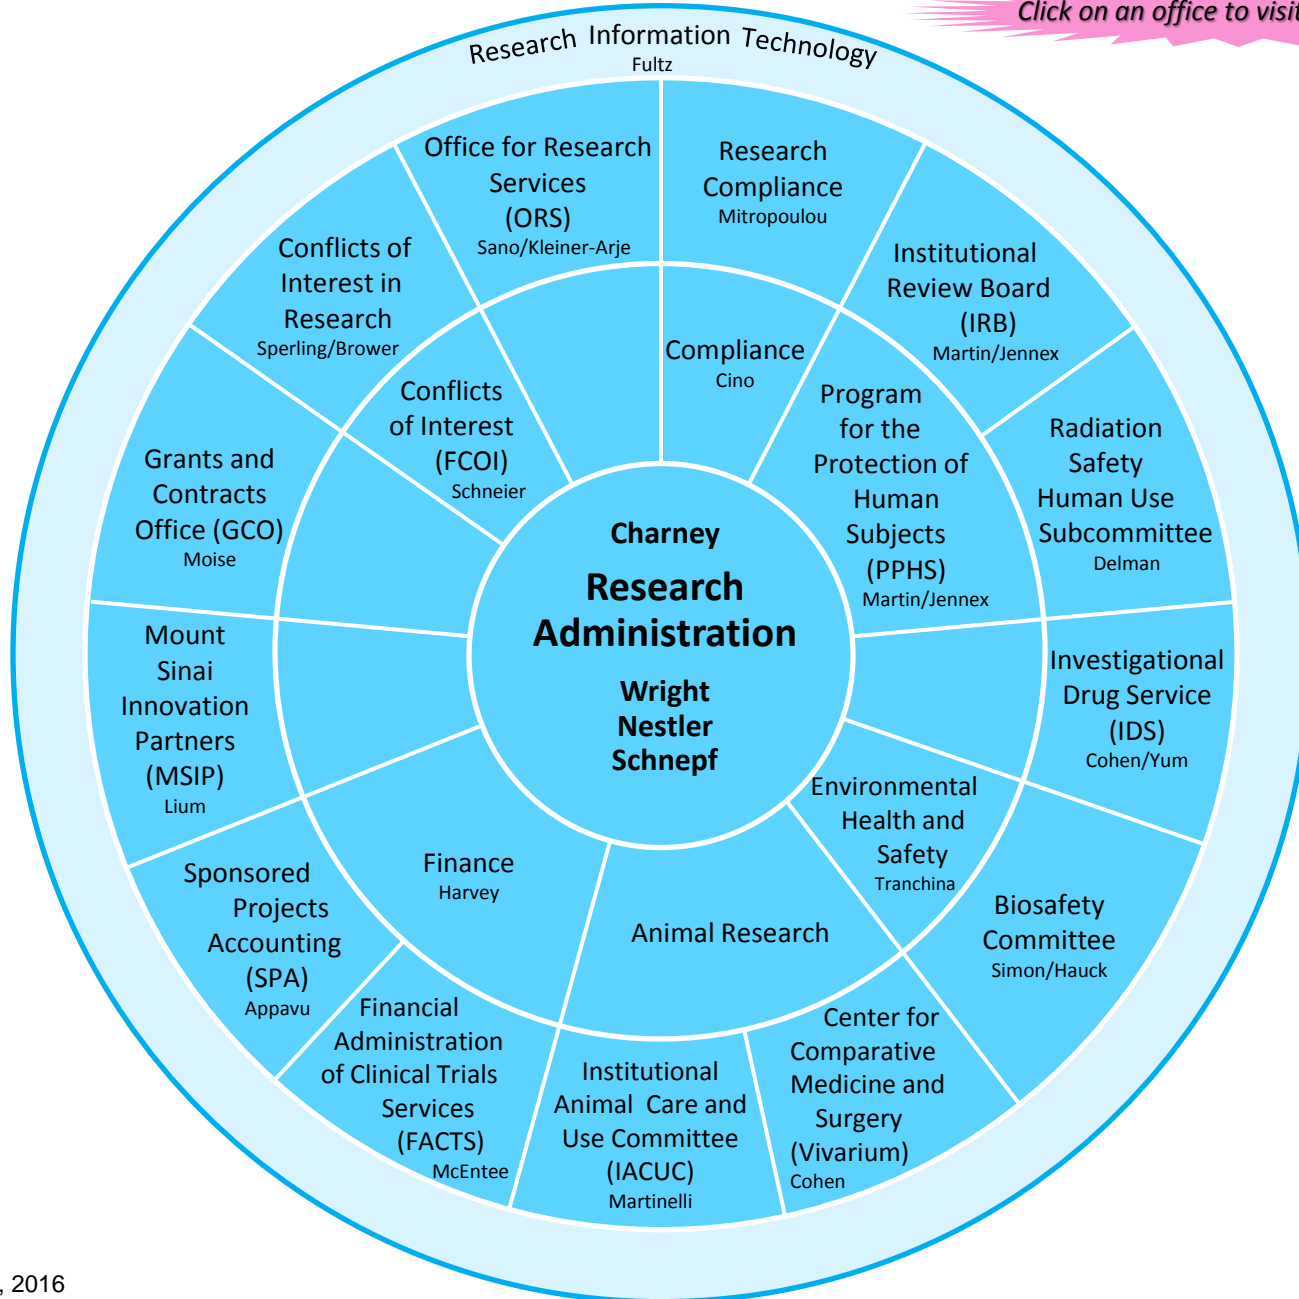 Click on an office to visit
Research Information Technology
Fultz
Office for Research
Services
(ORS)
Sano/Kleiner-Arje
Research
Compliance
Mitropoulou
Conflicts of
Interest in
Research
Sperling/Brower
Institutional
Review Board
(IRB)
Martin/Jennex
Compliance
Cino
Conflicts
of Interest
(FCOI)
Schneier
Program
for the
Protection of
Human
Subjects
(PPHS)
Martin/Jennex
Radiation
Safety
Human Use
Subcommittee
Delman
Grants and
Contracts
Office (GCO)
Moise
Charney
Research
Administration
Wright
Nestler
Schnepf
Mount
Sinai
Innovation
Partners
(MSIP)
Lium
Investigational
Drug Service
(IDS)
Cohen/Yum
Environmental
Health and
Safety
Tranchina
Finance
Harvey
Animal Research
Sponsored
Projects
Accounting
(SPA)
Appavu
Biosafety
Committee
Simon/Hauck
Financial
Administration
of Clinical Trials
Services
(FACTS)
McEntee
Institutional
Animal Care and
Use Committee
(IACUC)
Martinelli
Center for
Comparative
Medicine and
Surgery
(Vivarium)
Cohen
, 2016